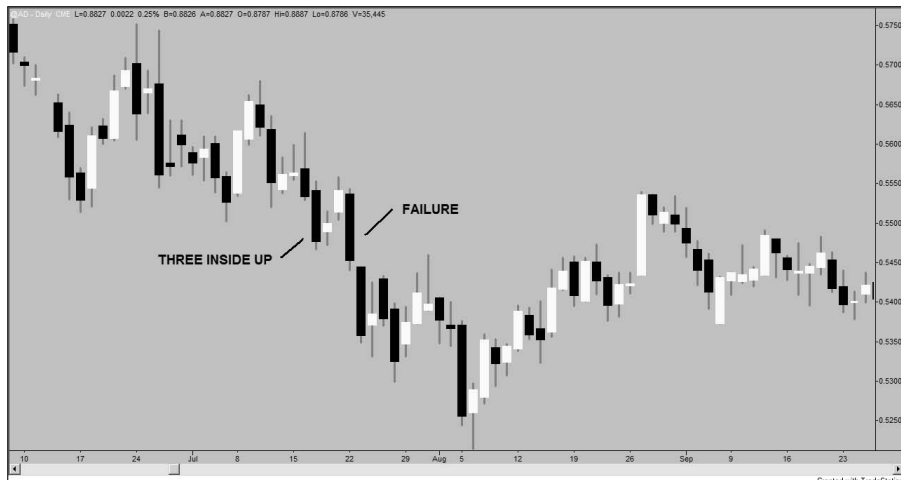 @AD - Daily CME L=0.8827 0.0022 0.25% B=0.8826 A=0.8827 O=0.8787 Hi=0.8887 Lo=0.8786 V=35,445
0.5750
0.5700
0.5650
0.5600
0.5550
0.5500
0.5450
0.5400
0.5350
0.5300
0.5250
FAILURE
THREE INSIDE UP
10 17 24 Jul 8 15 22 29 Aug 5 12 19 26 Sep 9 16 23
Created with TradeStation